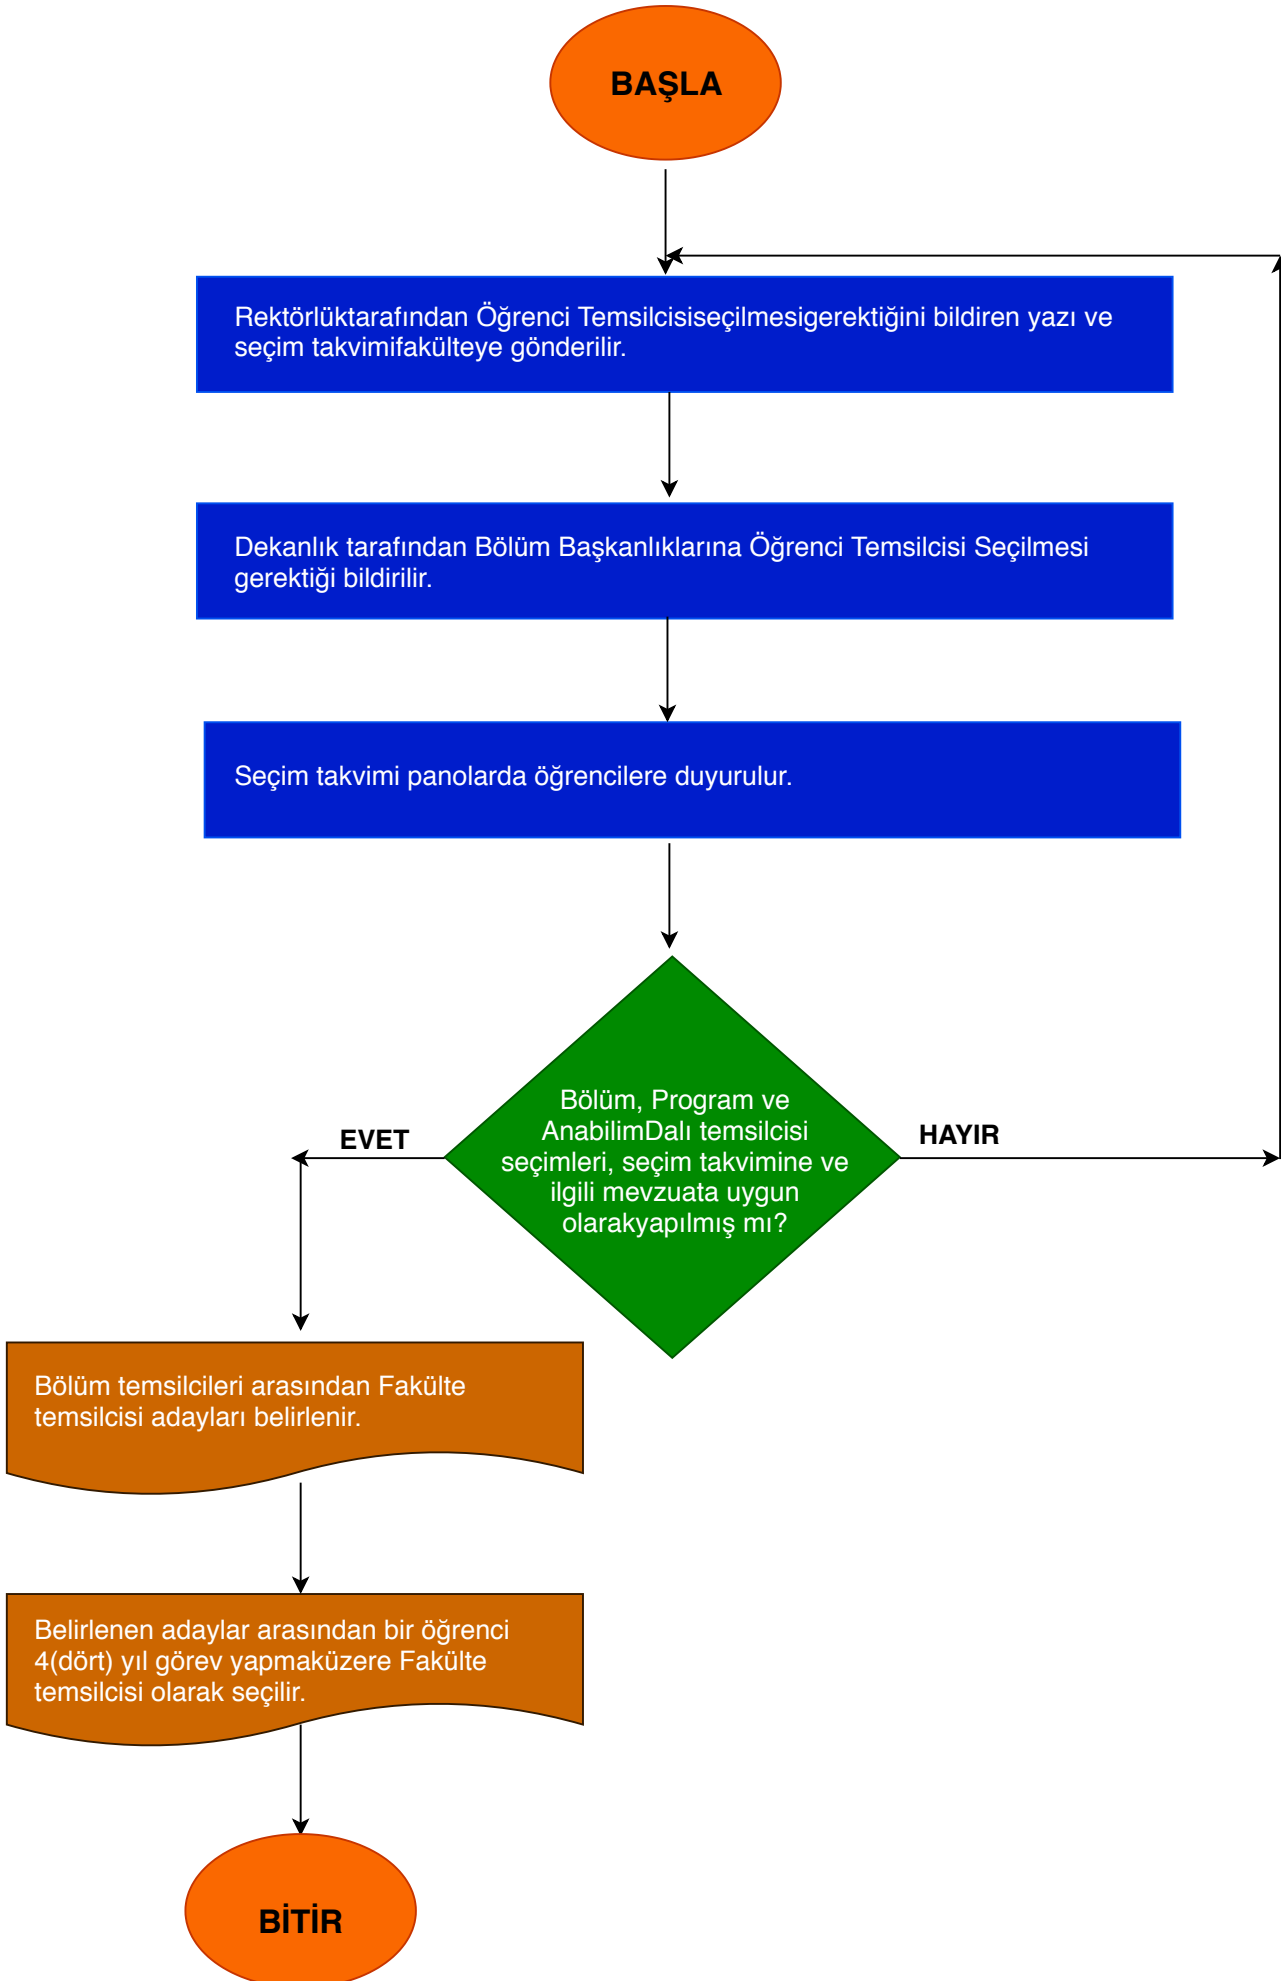 BAŞLA
Rektörlüktarafından Öğrenci Temsilcisiseçilmesigerektiğini bildiren yazı ve
seçim takvimifakülteye gönderilir.
Dekanlık tarafından Bölüm Başkanlıklarına Öğrenci Temsilcisi Seçilmesi
gerektiği bildirilir.
Seçim takvimi panolarda öğrencilere duyurulur.
Bölüm, Program ve
AnabilimDalı temsilcisi
seçimleri, seçim takvimine ve
ilgili mevzuata uygun
olarakyapılmış mı?
EVET
HAYIR
Bölüm temsilcileri arasından Fakülte
temsilcisi adayları belirlenir.
Belirlenen adaylar arasından bir öğrenci
4(dört) yıl görev yapmaküzere Fakülte
temsilcisi olarak seçilir.
BİTİR